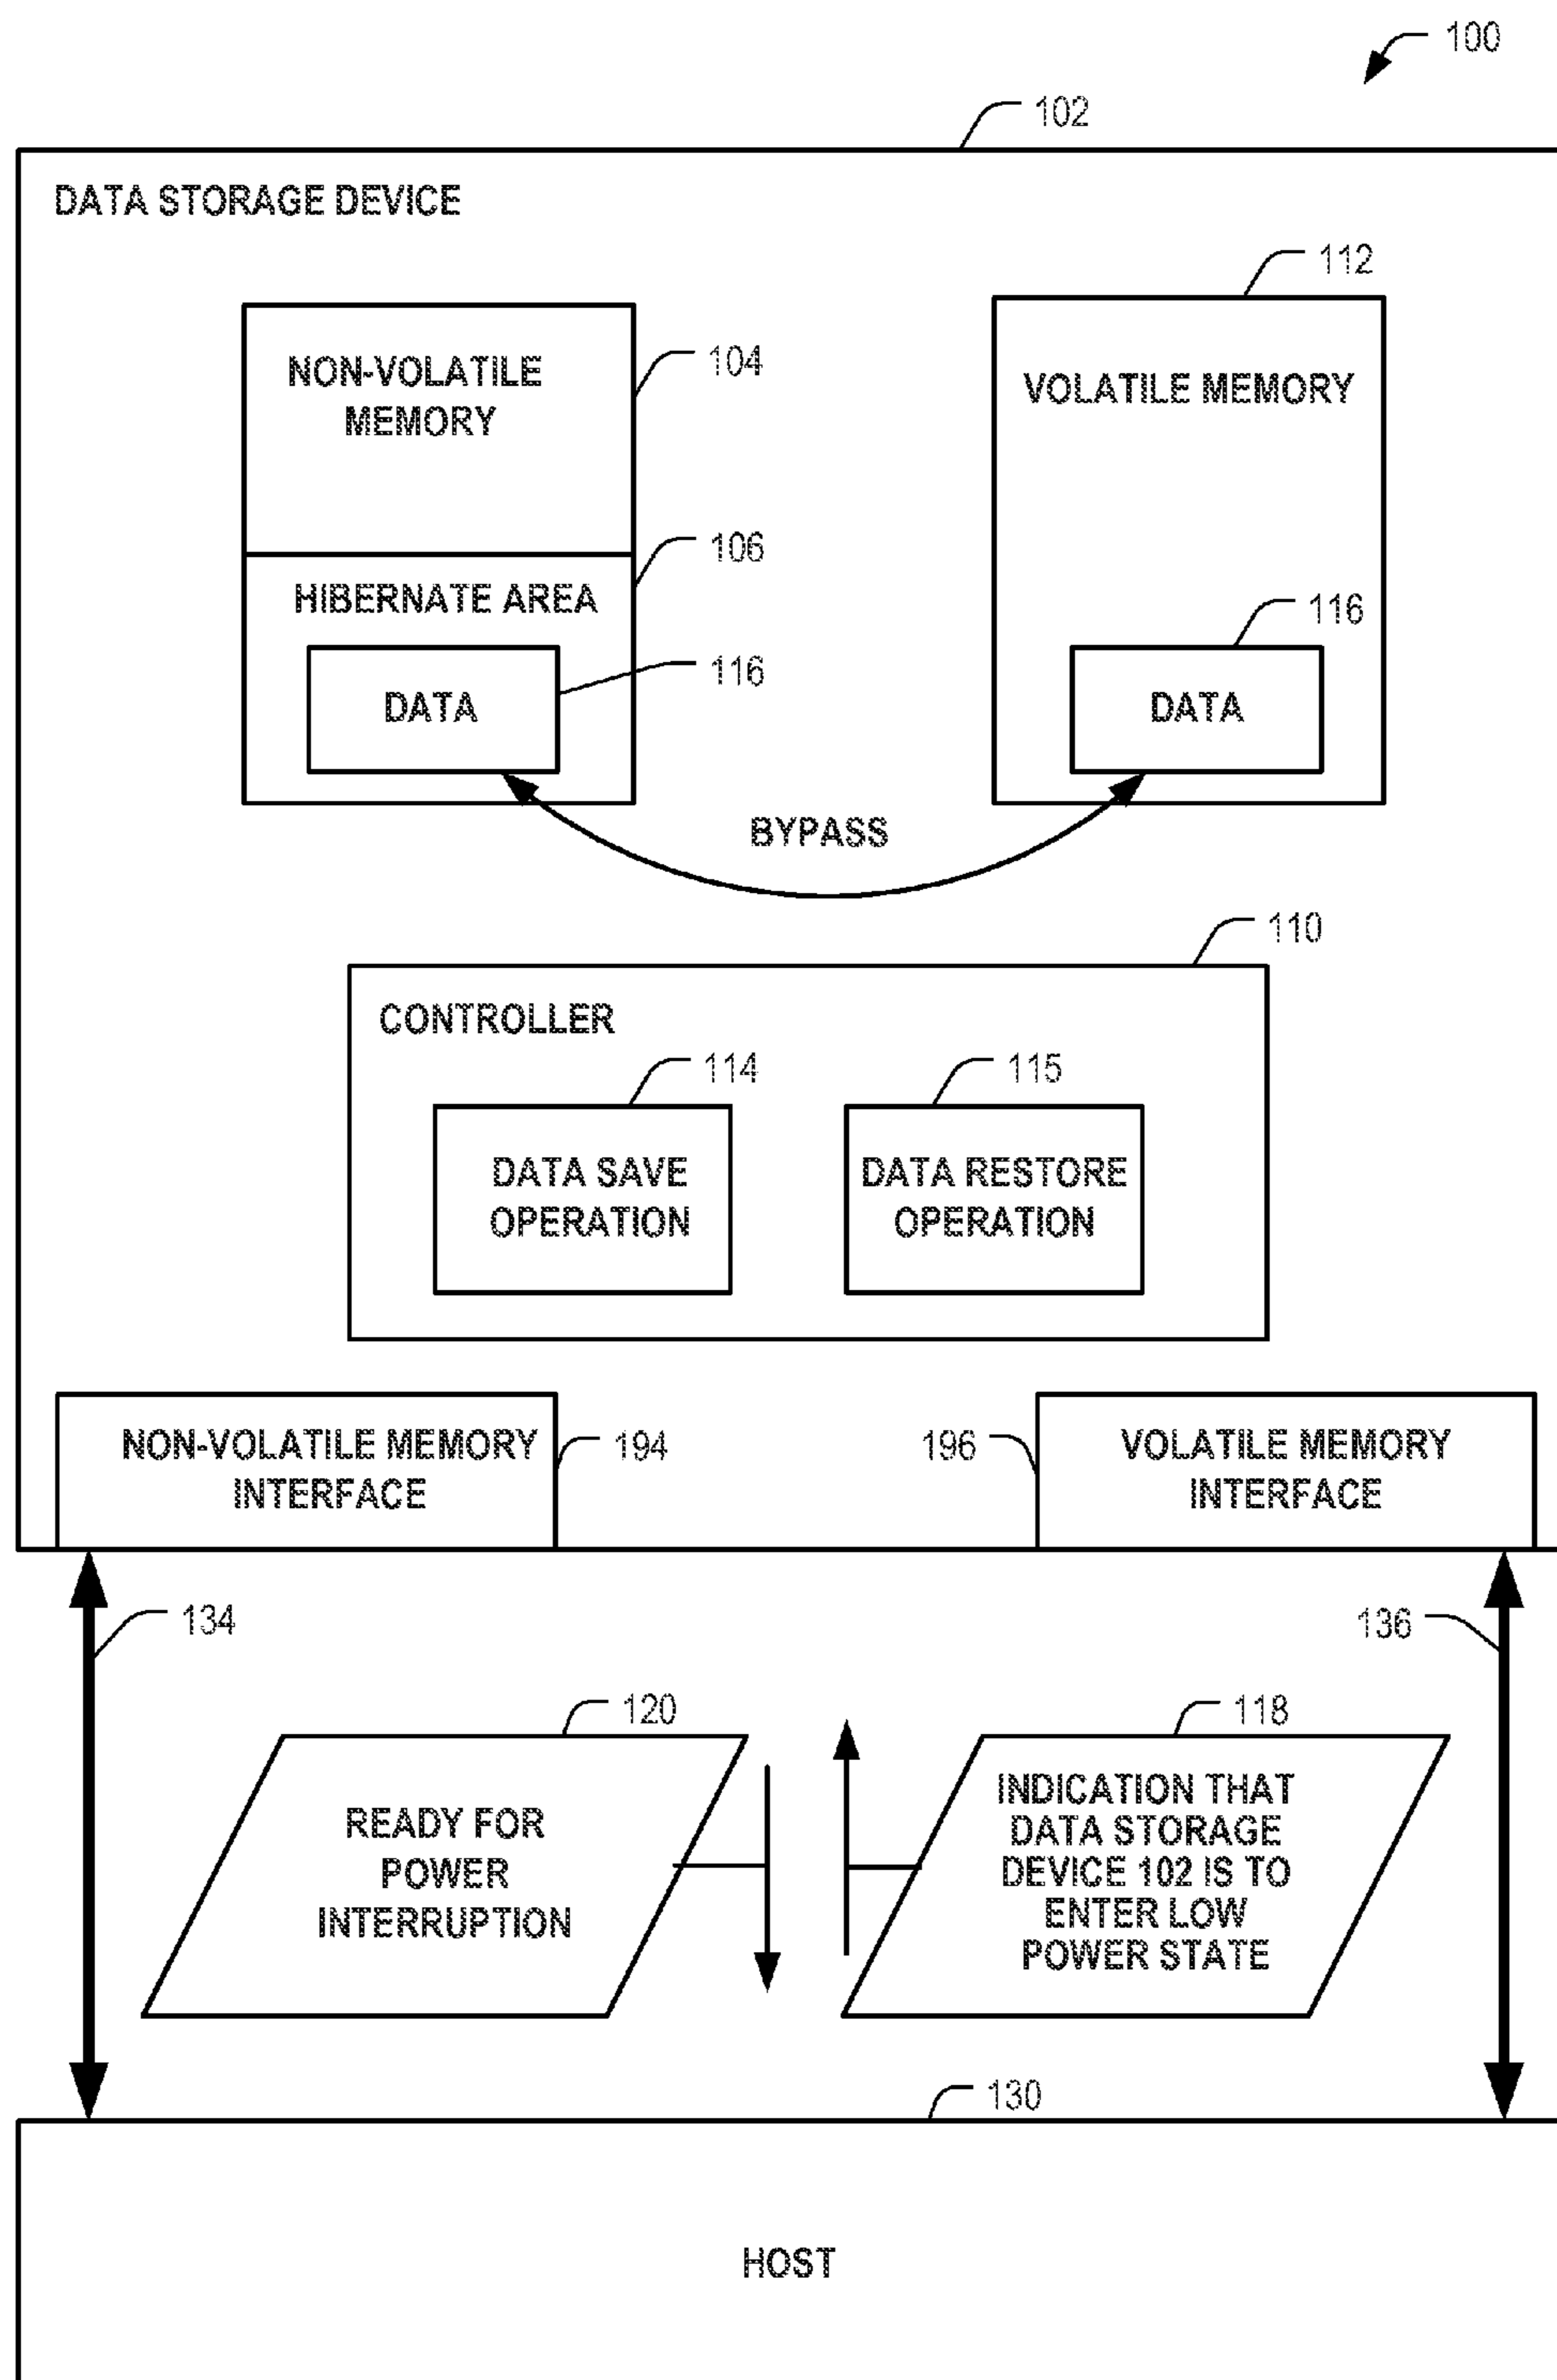 100
102
DATA STORAGE DEVICE
112
NON-VOLATILE
MEMORY
104
VOLATILE MEMORY
106
HIBERNATE AREA
116
116
DATA
DATA
BYPASS
110
CONTROLLER
114
115
DATA SAVE
OPERATION
DATA RESTORE
OPERATION
NON-VOLATILE MEMORY
INTERFACE
194
196
VOLATILE MEMORY
INTERFACE
134
136
120
118
READY FOR
POWER
INTERRUPTION
INDICATION THAT
DATA STORAGE
DEVICE 102 IS TO
ENTER LOW
POWER STATE
130
HOST